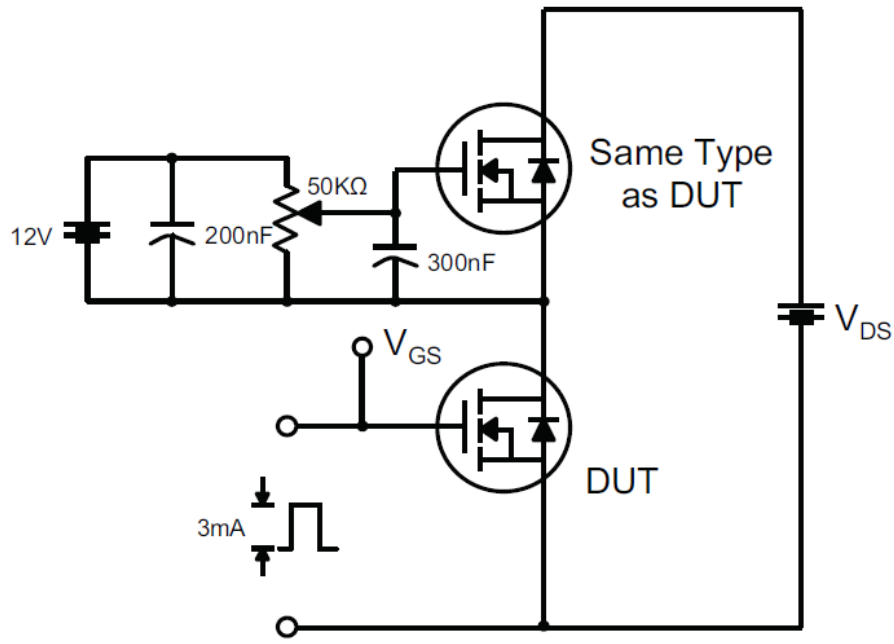 Same Type
as DUT
50KΩ
12V
200nF
300nF
VDS
VGS
DUT
3mA